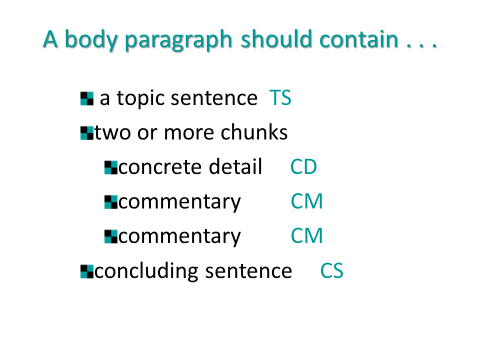 A body paragraph should contain . . .
a topic sentence TS
two or more chunks
concrete detail CD
commentary CM
commentary CM
concluding sentence CS